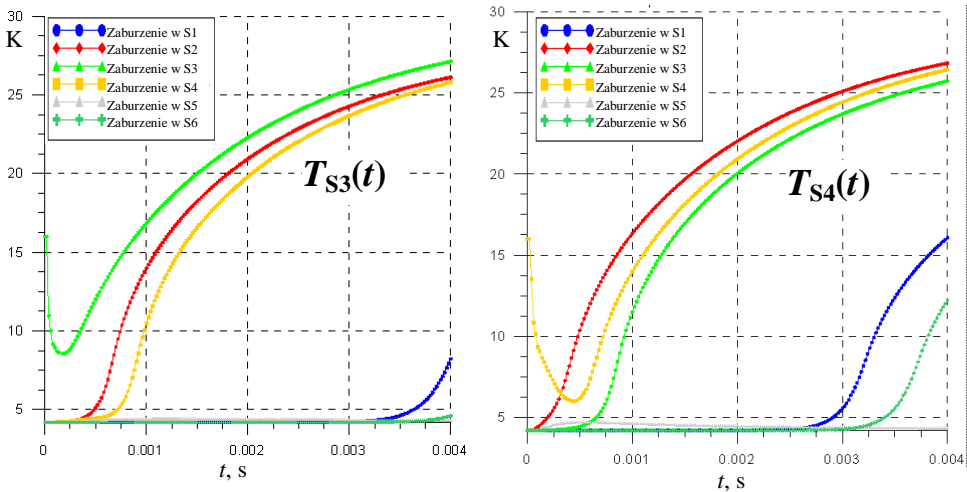 30
K
Zaburzenie w S1
Zaburzenie w S2
Zaburzenie w S3
Zaburzenie w S4
Zaburzenie w S5
Zaburzenie w S6
25
20
15
10
5
TS3(t)
0
0.001
0.002
0.003
0.004
t, s
30
K
Zaburzenie w S1
Zaburzenie w S2
Zaburzenie w S3
Zaburzenie w S4
Zaburzenie w S5
Zaburzenie w S6
25
20
15
10
5
TS4(t)
0
0.001
0.002
0.003
0.004
t, s